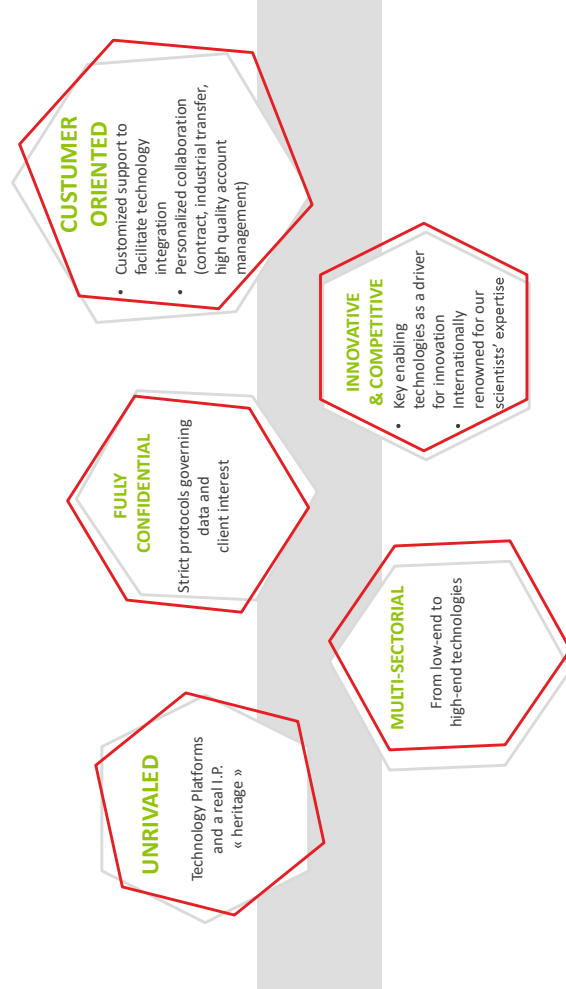 UNRIVALED
Technology Platforms
and a real I.P.
« heritage »
MULTI-SECTORIAL
From low-end to
high-end technologies
FULLY
CONFIDENTIAL
Strict protocols governing
data and
client interest
INNOVATIVE
& COMPETITIVE
• Key enabling
technologies as a driver
for innovation
• Internationally
renowned for our
scientists’ expertise
CUSTUMER
ORIENTED
• Customized support to
facilitate technology
integration
• Personalized collaboration
(contract, industrial transfer,
high quality account
management)